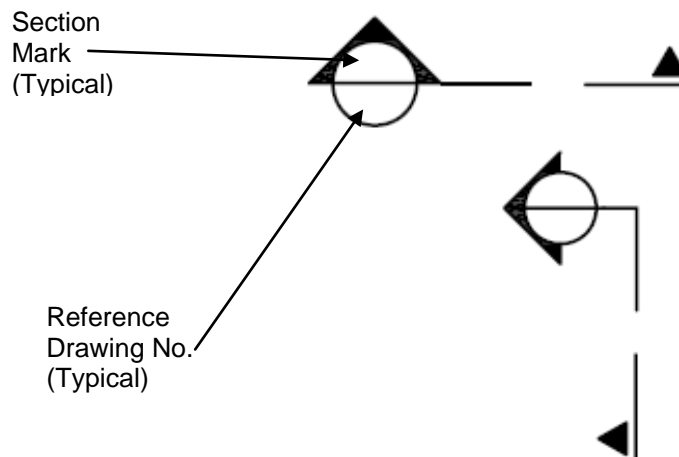 Section
Mark
(Typical)
Reference
Drawing No.
(Typical)